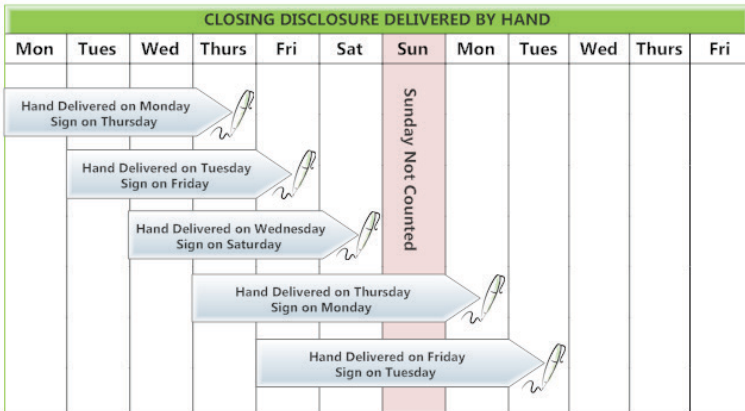 CLOSING DISCLOSURE DELIVERED BY HAND
Mon Tues Wed Thurs Fri Sat Sun Mon Tues Wed Thurs Fri
Hand Delivered on Monday
Sign on Thursday
Hand Delivered on Tuesday
Sign on Friday
Hand Delivered on Wednesday
Sign on Saturday
Hand Delivered on Thursday
Sign on Monday
Hand Delivered on Friday
Sign on Tuesday
Sunday Not Counted